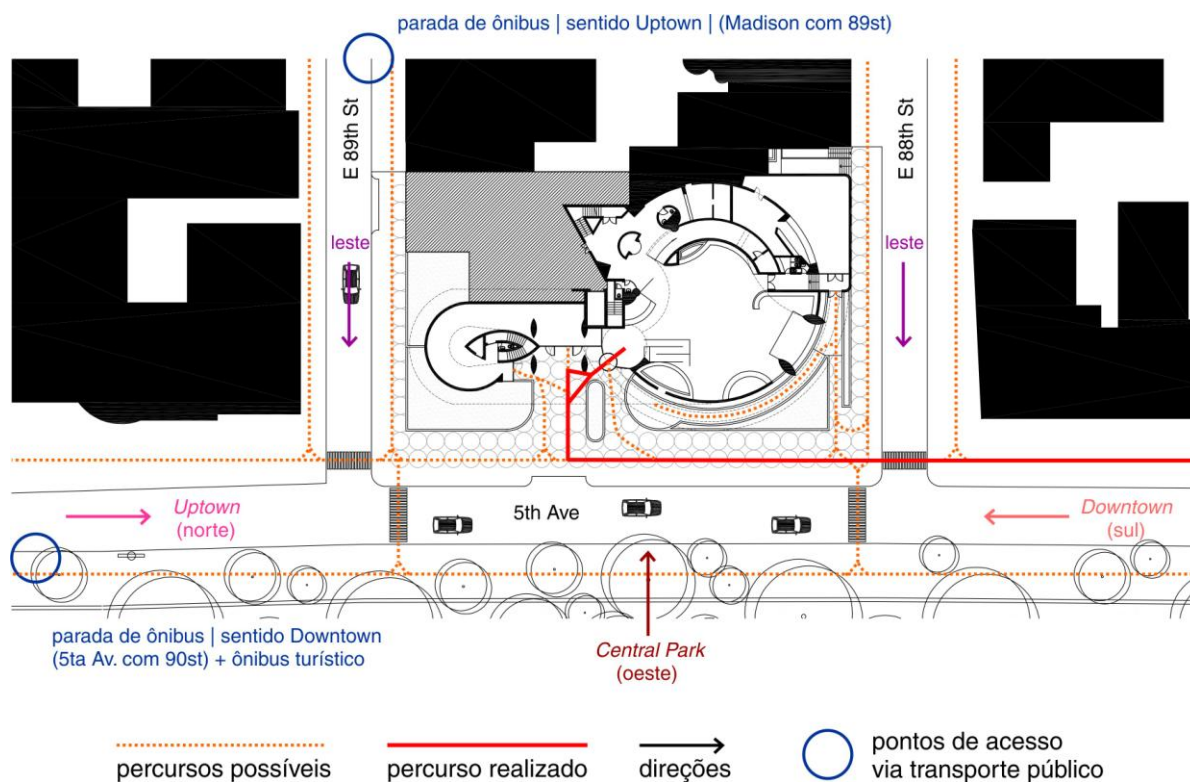 parada de ônibus | sentido Uptown | (Madison com 89st)
E 89th St
E 88th St
leste
leste
Uptown
(norte)
5th Ave
Downtown
(sul)
parada de ônibus | sentido Downtown
(5ta Av. com 90st) + ônibus turístico
Central Park
(oeste)
percursos possíveis
percurso realizado
direções
pontos de acesso
via transporte público